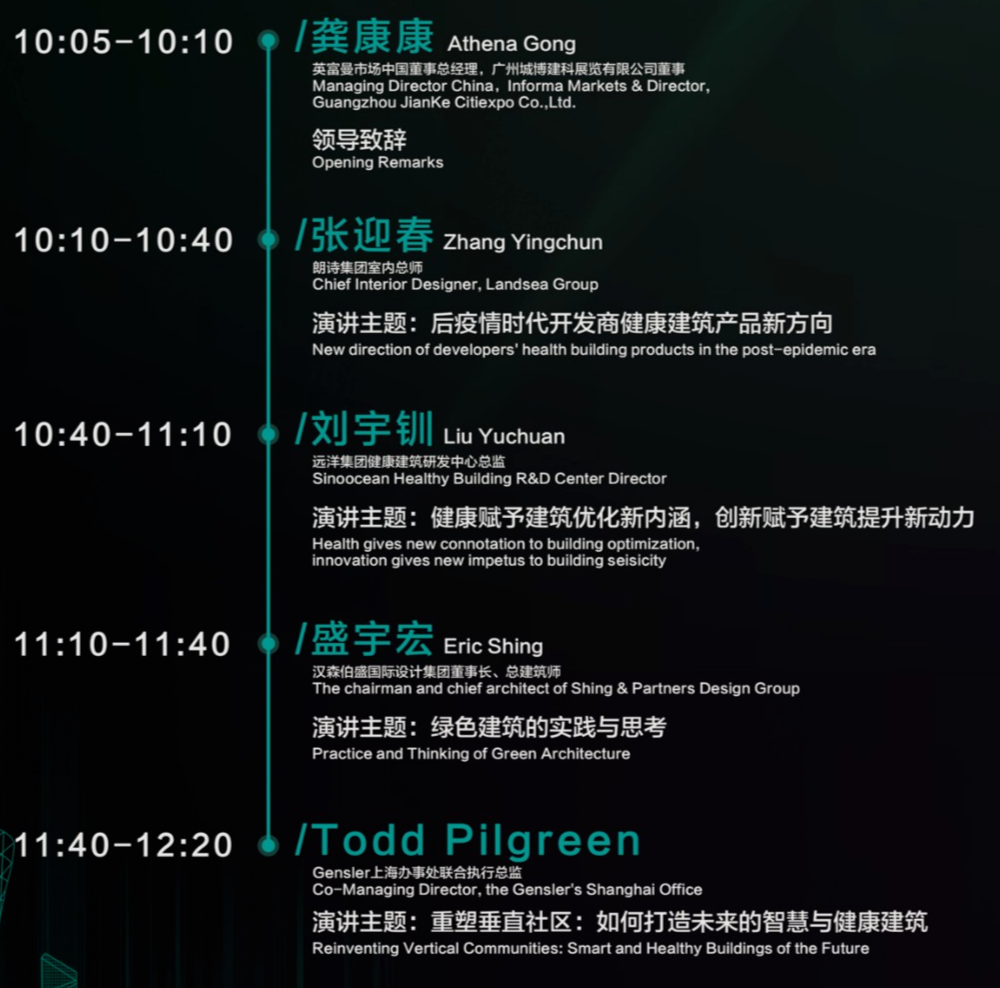 10:05-10:10
/龚康康 Athena Gong
英富曼市场中国董事总经理，广州城博建科展览有限公司董事
Managing Director China, Informa Markets & Director,
Guangzhou JianKe Citiexpo Co.,Ltd.
领导致辞
Opening Remarks
10:10-10:40
/张迎春 Zhang Yingchun
朗诗集团室内总师
Chief Interior Designer, Landsea Group
演讲主题：后疫情时代开发商健康建筑产品新方向
New direction of developers' health building products in the post-epidemic era
10:40-11:10
/刘宇钏 Liu Yuchuan
远洋集团健康建筑研发中心总监
Sinoocean Healthy Building R&D Center Director
演讲主题：健康赋予建筑优化新内涵，创新赋予建筑提升新动力
Health gives new connotation to building optimization,
innovation gives new impetus to building seisicity
11:10-11:40
/盛宇宏 Eric Shing
汉森伯盛国际设计集团董事长、总建筑师
The chairman and chief architect of Shing & Partners Design Group
演讲主题：绿色建筑的实践与思考
Practice and Thinking of Green Architecture
11:40-12:20
/Todd Pilgreen
Gensler上海办事处联合执行总监
Co-Managing Director, the Gensler's Shanghai Office
演讲主题：重塑垂直社区：如何打造未来的智慧与健康建筑
Reinventing Vertical Communities: Smart and Healthy Buildings of the Future